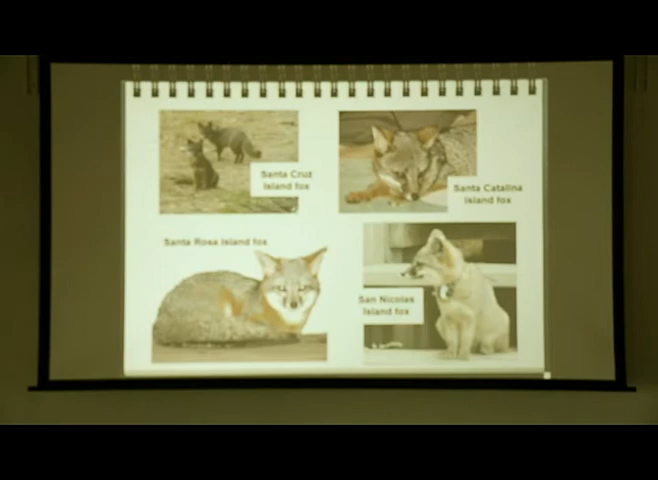 Santa Cruz
Island fox
Santa Catalina
Island fox
Santa Rosa Island fox
San Nicolas
Island fox